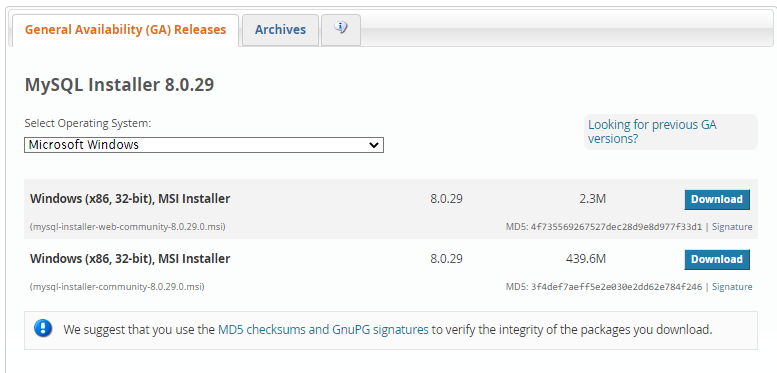 General Availability (GA) Releases
Archives
MySQL Installer 8.0.29
Select Operating System:
Looking for previous GA
versions?
Microsoft Windows
Windows (x86, 32-bit), MSI Installer 8.0.29 2.3M Download
(mysql-installer-web-community-8.0.29.0.msi) MD5: 4f735569267527dec28d9e8d977f33d1 | Signature
Windows (x86, 32-bit), MSI Installer 8.0.29 439.6M Download
(mysql-installer-community-8.0.29.0.msi) MD5: 3f4def7aeff5e2e030e2dd62e784f246 | Signature
We suggest that you use the MD5 checksums and GnuPG signatures to verify the integrity of the packages you download.